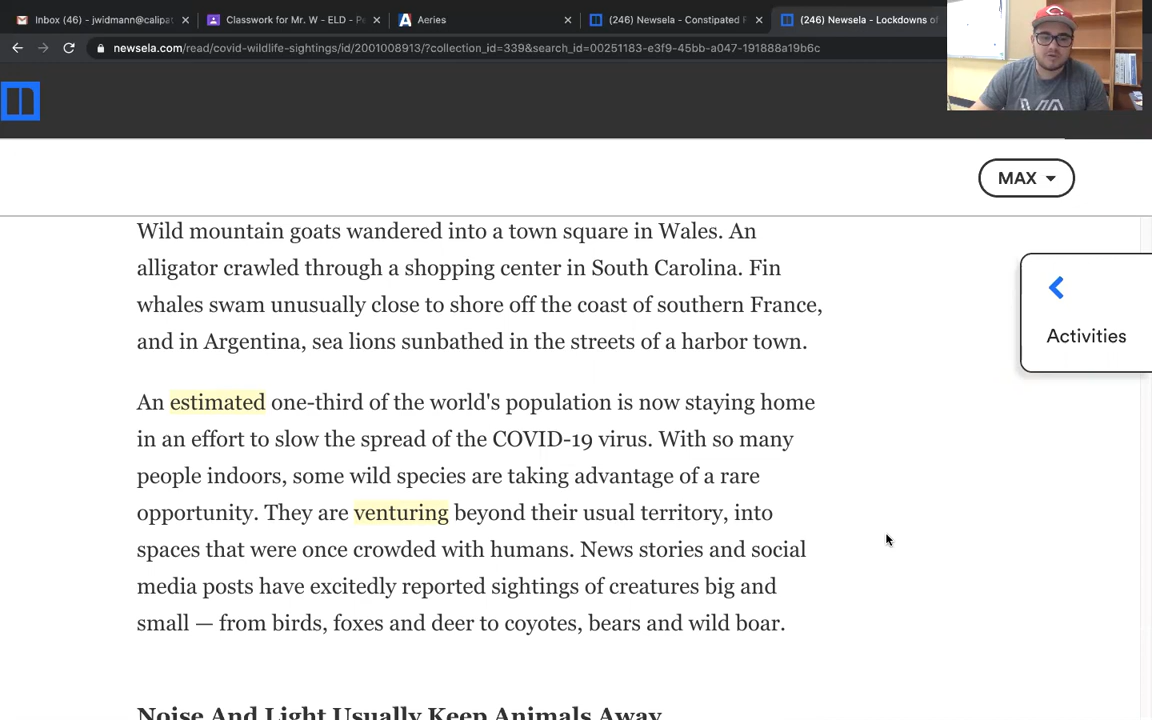 Inbox (46) - jwidmann@calipat
Classwork for Mr. W - ELD - Pe
Aeries
(246) Newsela - Constipated F
(246) Newsela - Lockdowns of
newsela.com/read/covid-wildlife-sightings/id/2001008913/?collection_id=339&search_id=00251183-e3f9-45bb-a047-191888a19b6c
MAX
Wild mountain goats wandered into a town square in Wales. An
alligator crawled through a shopping center in South Carolina. Fin
whales swam unusually close to shore off the coast of southern France,
and in Argentina, sea lions sunbathed in the streets of a harbor town.
Activities
An estimated one-third of the world's population is now staying home
in an effort to slow the spread of the COVID-19 virus. With so many
people indoors, some wild species are taking advantage of a rare
opportunity. They are venturing beyond their usual territory, into
spaces that were once crowded with humans. News stories and social
media posts have excitedly reported sightings of creatures big and
small — from birds, foxes and deer to coyotes, bears and wild boar.
Noise And Light Usually Keep Animals Away